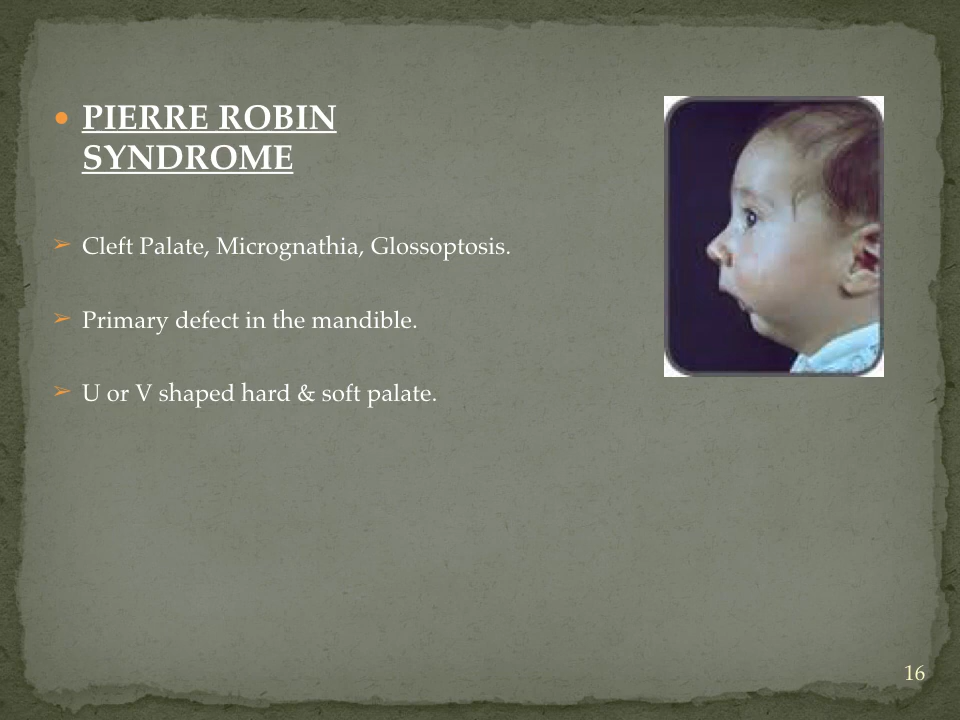 • PIERRE ROBIN
SYNDROME
➢ Cleft Palate, Micrognathia, Glossoptosis.
➢ Primary defect in the mandible.
➢ U or V shaped hard & soft palate.
16